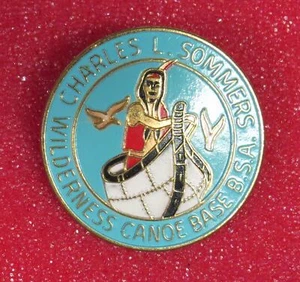 CHARLES L. SOMMERS
WILDERNESS CANOE BASE B.S.A.